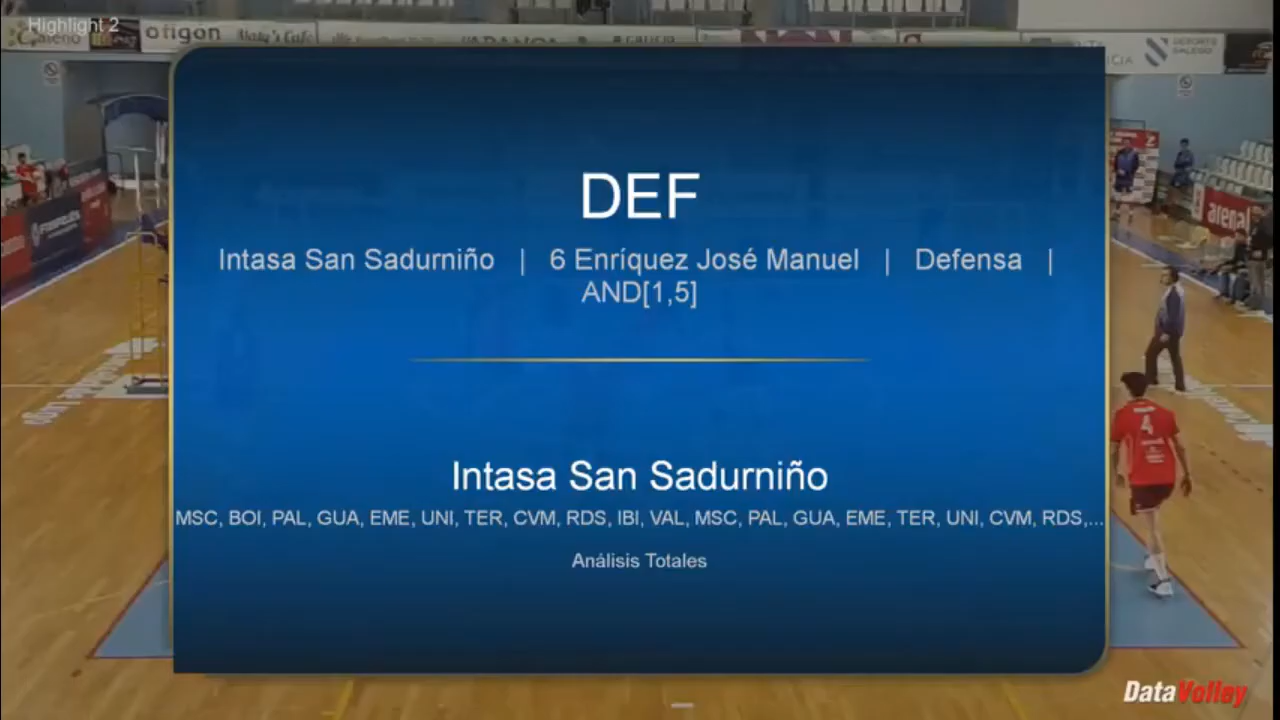 Highlight 2
DEF
Intasa San Sadurniño | 6 Enríquez José Manuel | Defensa |
AND[1,5]
Intasa San Sadurniño
MSC, BOI, PAL, GUA, EME, UNI, TER, CVM, RDS, IBI, VAL, MSC, PAL, GUA, EME, TER, UNI, CVM, RDS,...
Análisis Totales
arenal
4
DataVolley